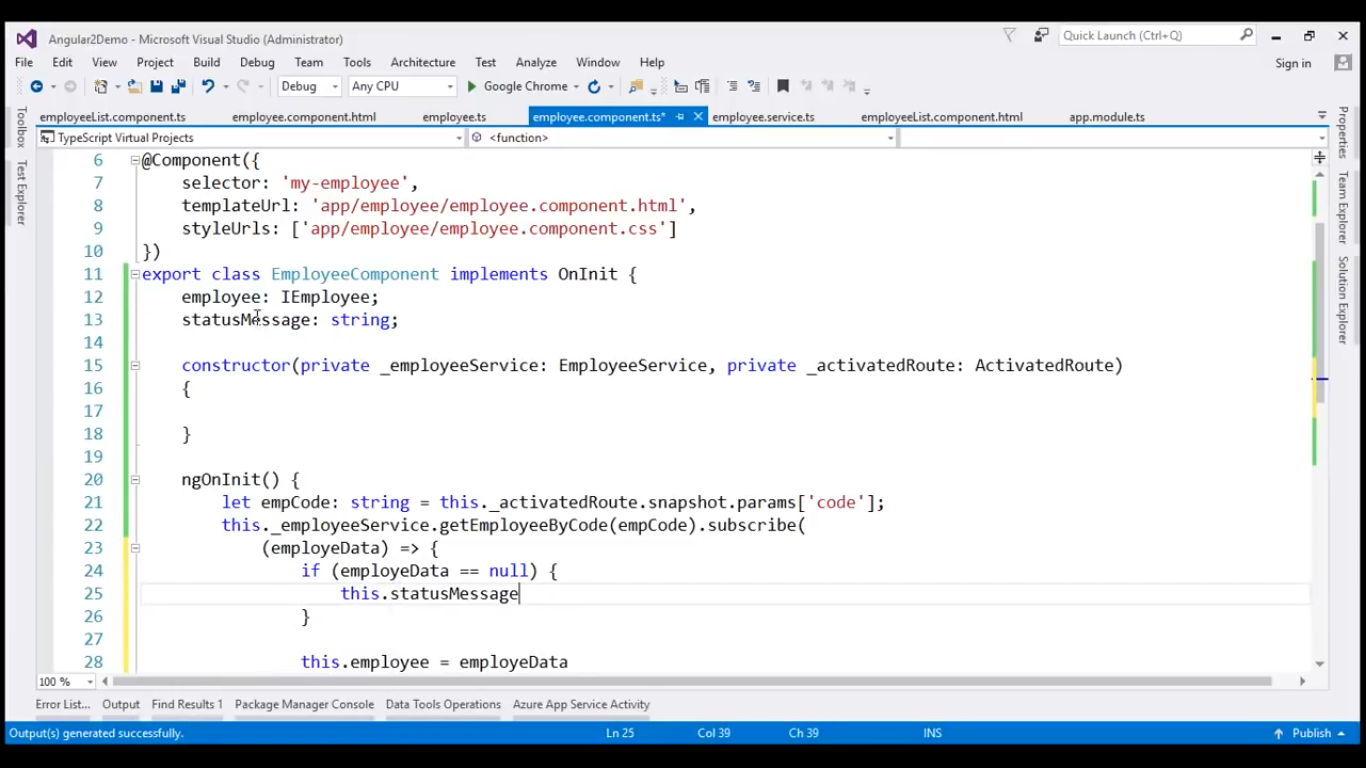 Angular2Demo - Microsoft Visual Studio (Administrator)
Quick Launch (Ctrl+Q)
File Edit View Project Build Debug Team Tools Architecture Test Analyze Window Help
Sign in
Debug Any CPU Google Chrome
employeeList.component.ts employee.component.html employee.ts employee.component.ts* employee.service.ts employeeList.component.html app.module.ts
TypeScript Virtual Projects <function>
Toolbox
Test Explorer
Properties
Team Explorer
Solution Explorer
6 @Component({
7 selector: 'my-employee',
8 templateUrl: 'app/employee/employee.component.html',
9 styleUrls: ['app/employee/employee.component.css']
10 })
11 export class EmployeeComponent implements OnInit {
12 employee: IEmployee;
13 statusMessage: string;
14
15 constructor(private _employeeService: EmployeeService, private _activatedRoute: ActivatedRoute)
16 {
17
18 }
19
20 ngOnInit() {
21 let empCode: string = this._activatedRoute.snapshot.params['code'];
22 this._employeeService.getEmployeeByCode(empCode).subscribe(
23 (employeData) => {
24 if (employeData == null) {
25 this.statusMessage
26 }
27
28 this.employee = employeData
100 %
Error List... Output Find Results 1 Package Manager Console Data Tools Operations Azure App Service Activity
Output(s) generated successfully. Ln 25 Col 39 Ch 39 INS Publish